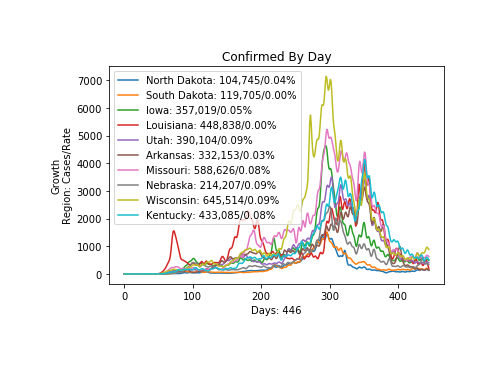 Confirmed By Day
7000
6000
5000
4000
3000
2000
1000
0
Growth
Region: Cases/Rate
North Dakota: 104,745/0.04%
South Dakota: 119,705/0.00%
Iowa: 357,019/0.05%
Louisiana: 448,838/0.00%
Utah: 390,104/0.09%
Arkansas: 332,153/0.03%
Missouri: 588,626/0.08%
Nebraska: 214,207/0.09%
Wisconsin: 645,514/0.09%
Kentucky: 433,085/0.08%
0 100 200 300 400
Days: 446